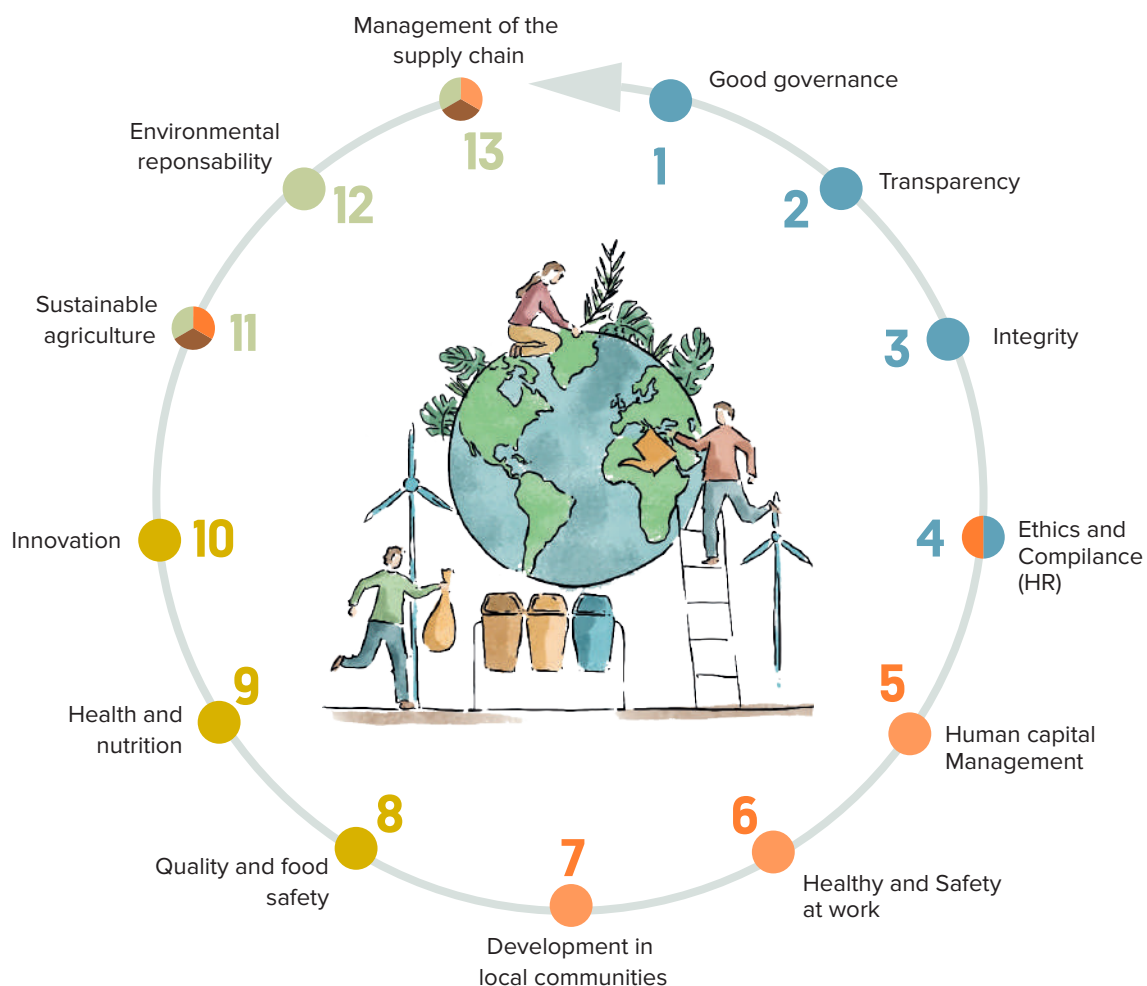 Good governance
1
Transparency
2
Integrity
3
Ethics and
Compilance
(HR)
4
Human capital
Management
5
Healthy and Safety
at work
6
Development in
local communities
7
Quality and food
safety
8
Health and
nutrition
9
Innovation
10
Sustainable
agriculture
11
Environmental
reponsability
12
Management of the
supply chain
13